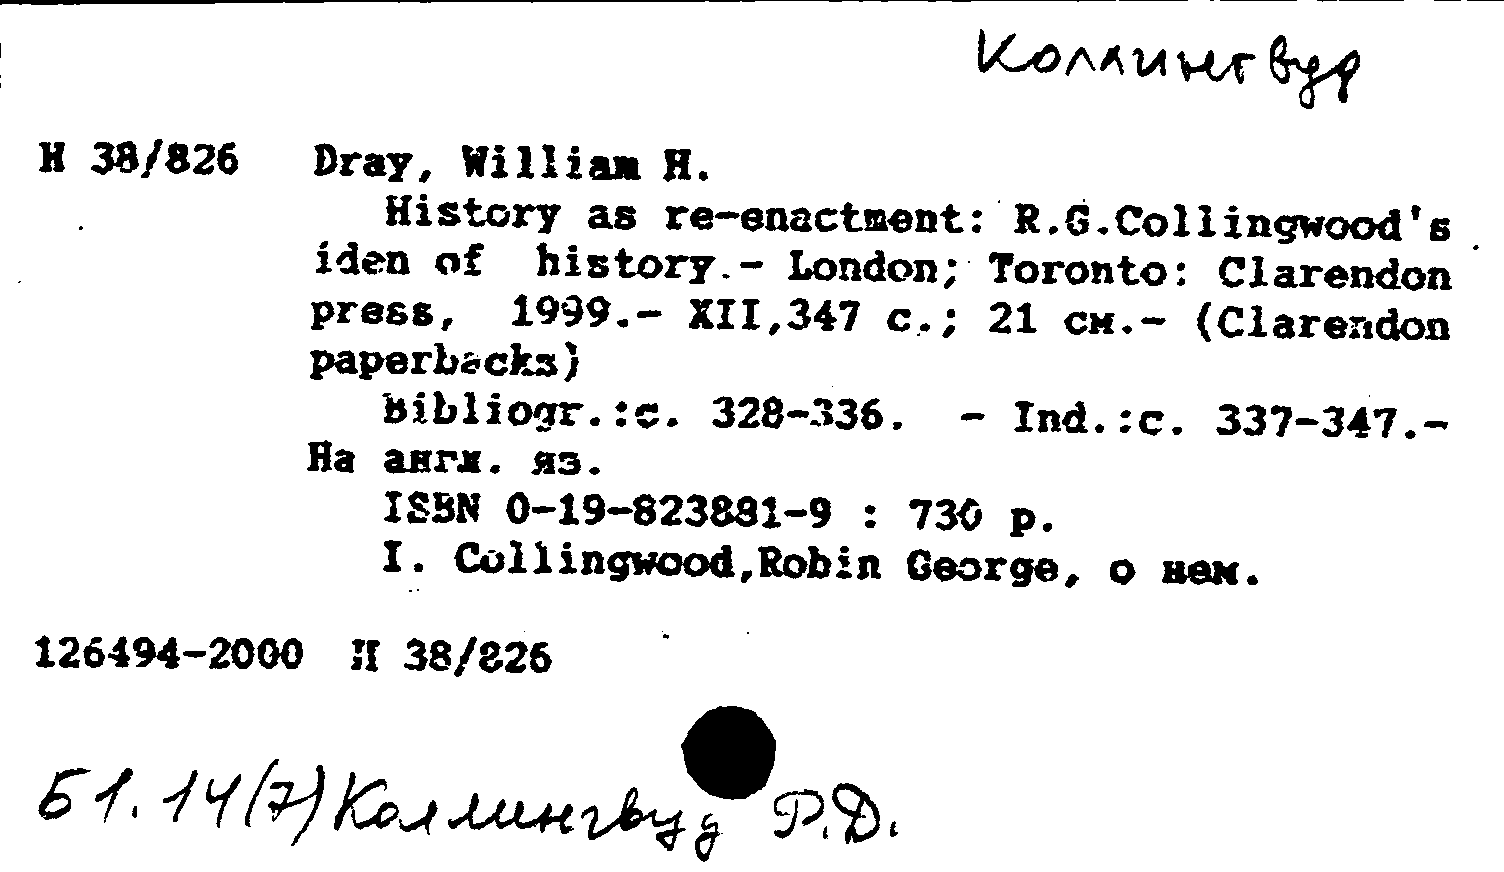 Коллингвуд
Н 38/826 Dray, William H.
History as re-enactment: R.G.Collingwood's
iden of history.- London; Toronto: Clarendon
press, 1999.- XII,347 с.; 21 см.- (Clarendon
paperbacks)
Bibliogr.:с. 328-336. - Ind.:с. 337-347.-
На англ. яз.
ISBN 0-19-823881-9 : 730 р.
I. Collingwood,Robin George, о нем.
126494-2000 Н 38/826
Б1.14(7)Коллингвуд Р.Д.